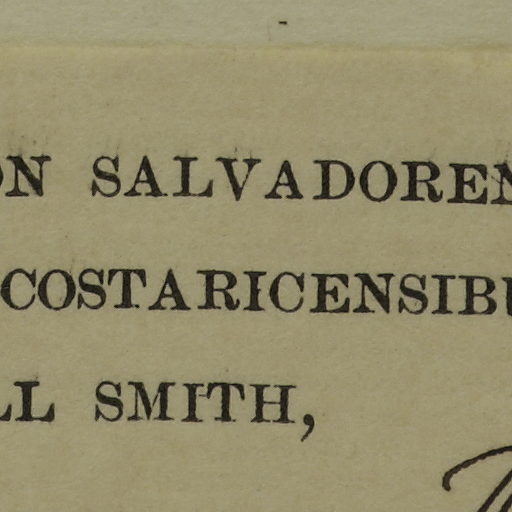 ON SALVADOREN
COSTARICENSIBU
LL SMITH,